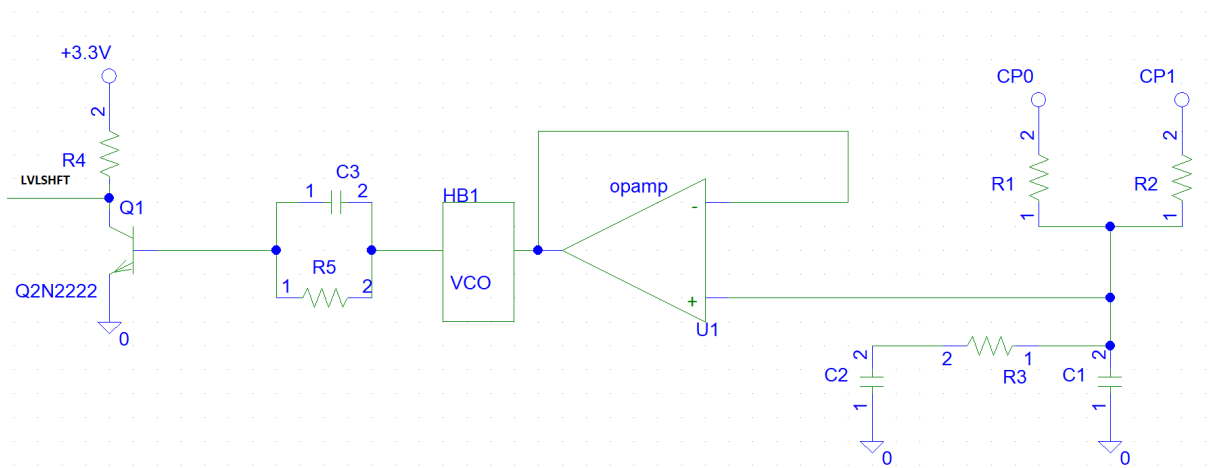 +3.3V
2
R4
LVLSHFT
Q1
Q2N2222
0
C3
1 2
R5
1 2
HB1
VCO
opamp
-
+
U1
CP0
2
R1
1
CP1
2
R2
1
2 1
R3
C2
2
1
0
C1
2
1
0